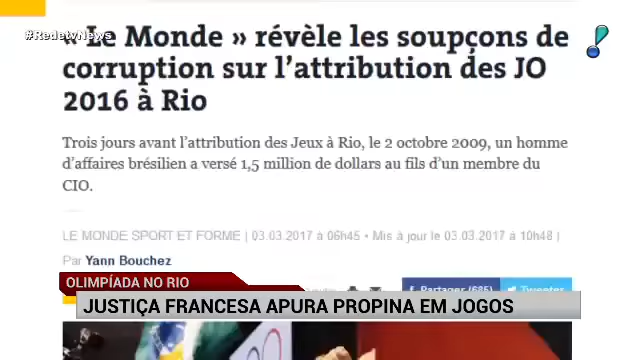 #RedetvNews
« Le Monde » révèle les soupçons de
corruption sur l'attribution des JO
2016 à Rio
Trois jours avant l'attribution des Jeux à Rio, le 2 octobre 2009, un homme
d'affaires brésilien a versé 1,5 million de dollars au fils d'un membre du
CIO.
LE MONDE SPORT ET FORME | 03.03.2017 à 06h45 • Mis à jour le 03.03.2017 à 10h48 |
Par Yann Bouchez
Partager (685) Tweeter
OLIMPÍADA NO RIO
JUSTIÇA FRANCESA APURA PROPINA EM JOGOS